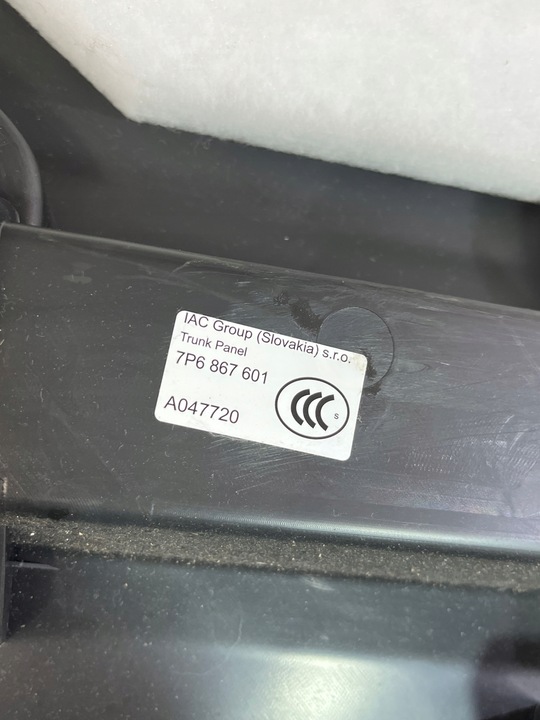 IAC Group (Slovakia) s.r.o.
Trunk Panel
7P6 867 601
A047720
CCC S